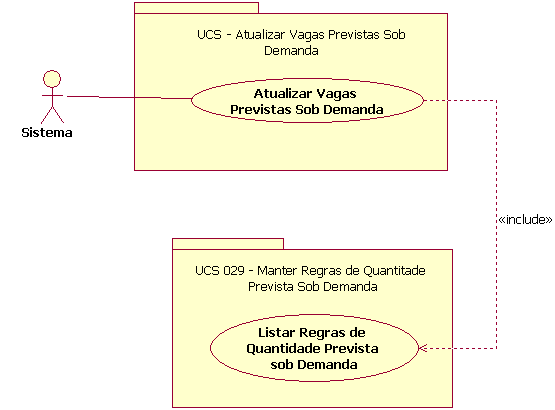 UCS - Atualizar Vagas Previstas Sob
Demanda
Atualizar Vagas
Previstas Sob Demanda
Sistema
«include»
UCS 029 - Manter Regras de Quantitade
Prevista Sob Demanda
Listar Regras de
Quantidade Prevista
sob Demanda